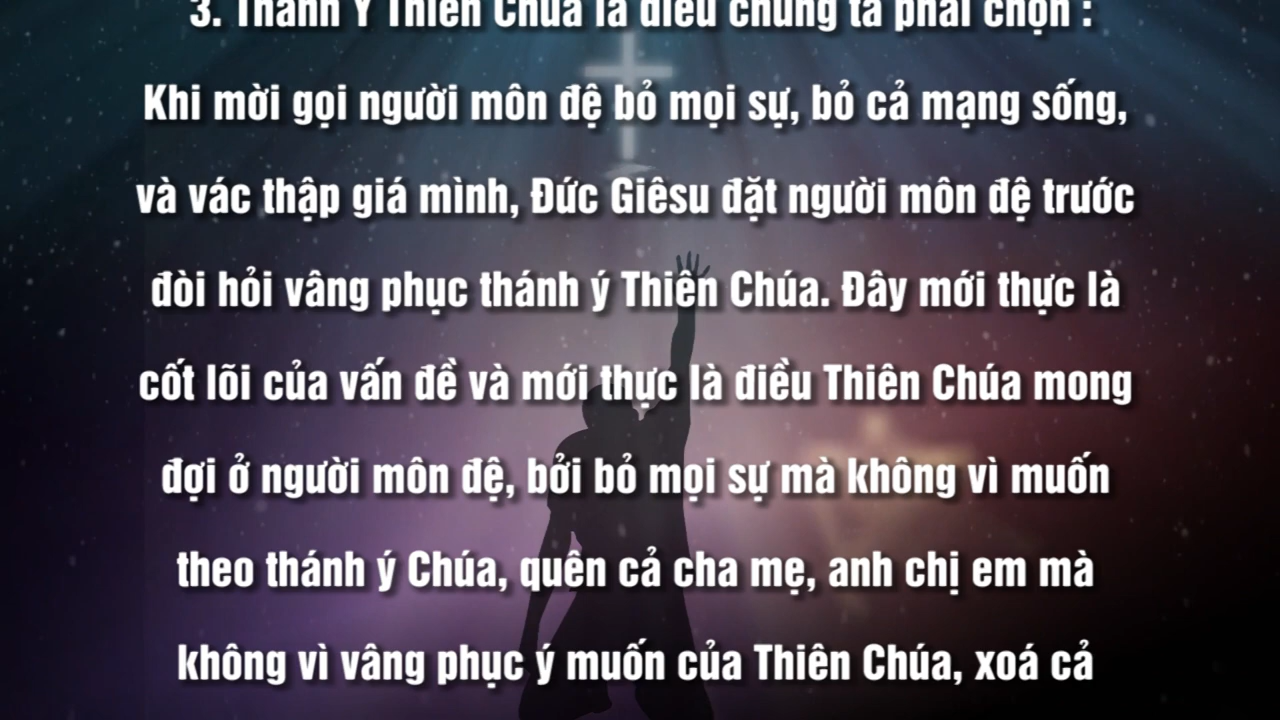 3. Thánh Ý Thiên Chúa là điều chúng ta phải chọn :
Khi mời gọi người môn đệ bỏ mọi sự, bỏ cả mạng sống,
và vác thập giá mình, Đức Giêsu đặt người môn đệ trước
đòi hỏi vâng phục thánh ý Thiên Chúa. Đây mới thực là
cốt lõi của vấn đề và mới thực là điều Thiên Chúa mong
đợi ở người môn đệ, bởi bỏ mọi sự mà không vì muốn
theo thánh ý Chúa, quên cả cha mẹ, anh chị em mà
không vì vâng phục ý muốn của Thiên Chúa, xoá cả